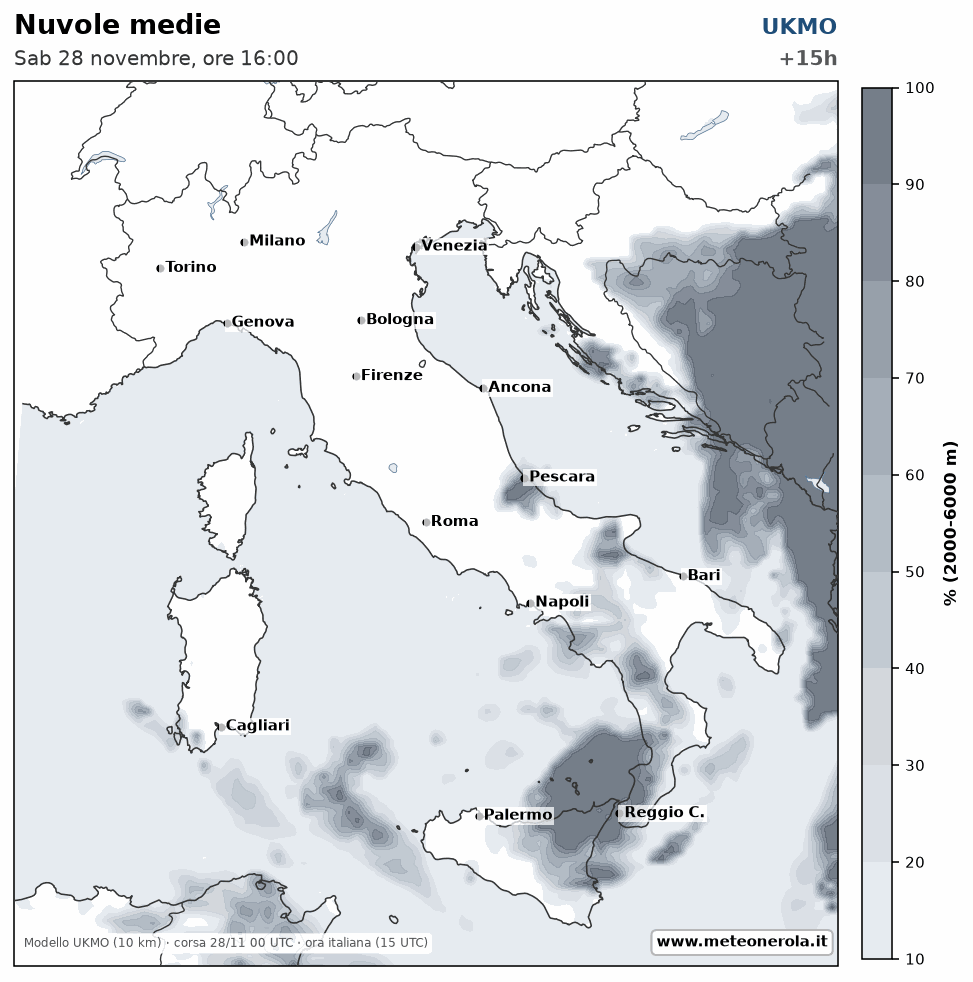 Nuvole medie
UKMO
Sab 28 novembre, ore 16:00
+15h
Milano
Venezia
Torino
Genova
Bologna
Firenze
Ancona
Pescara
Roma
Bari
Napoli
Cagliari
Palermo
Reggio C.
Modello UKMO (10 km) · corsa 28/11 00 UTC · ora italiana (15 UTC)
www.meteonerola.it
100
90
80
70
60
50
40
30
20
10
% (2000-6000 m)